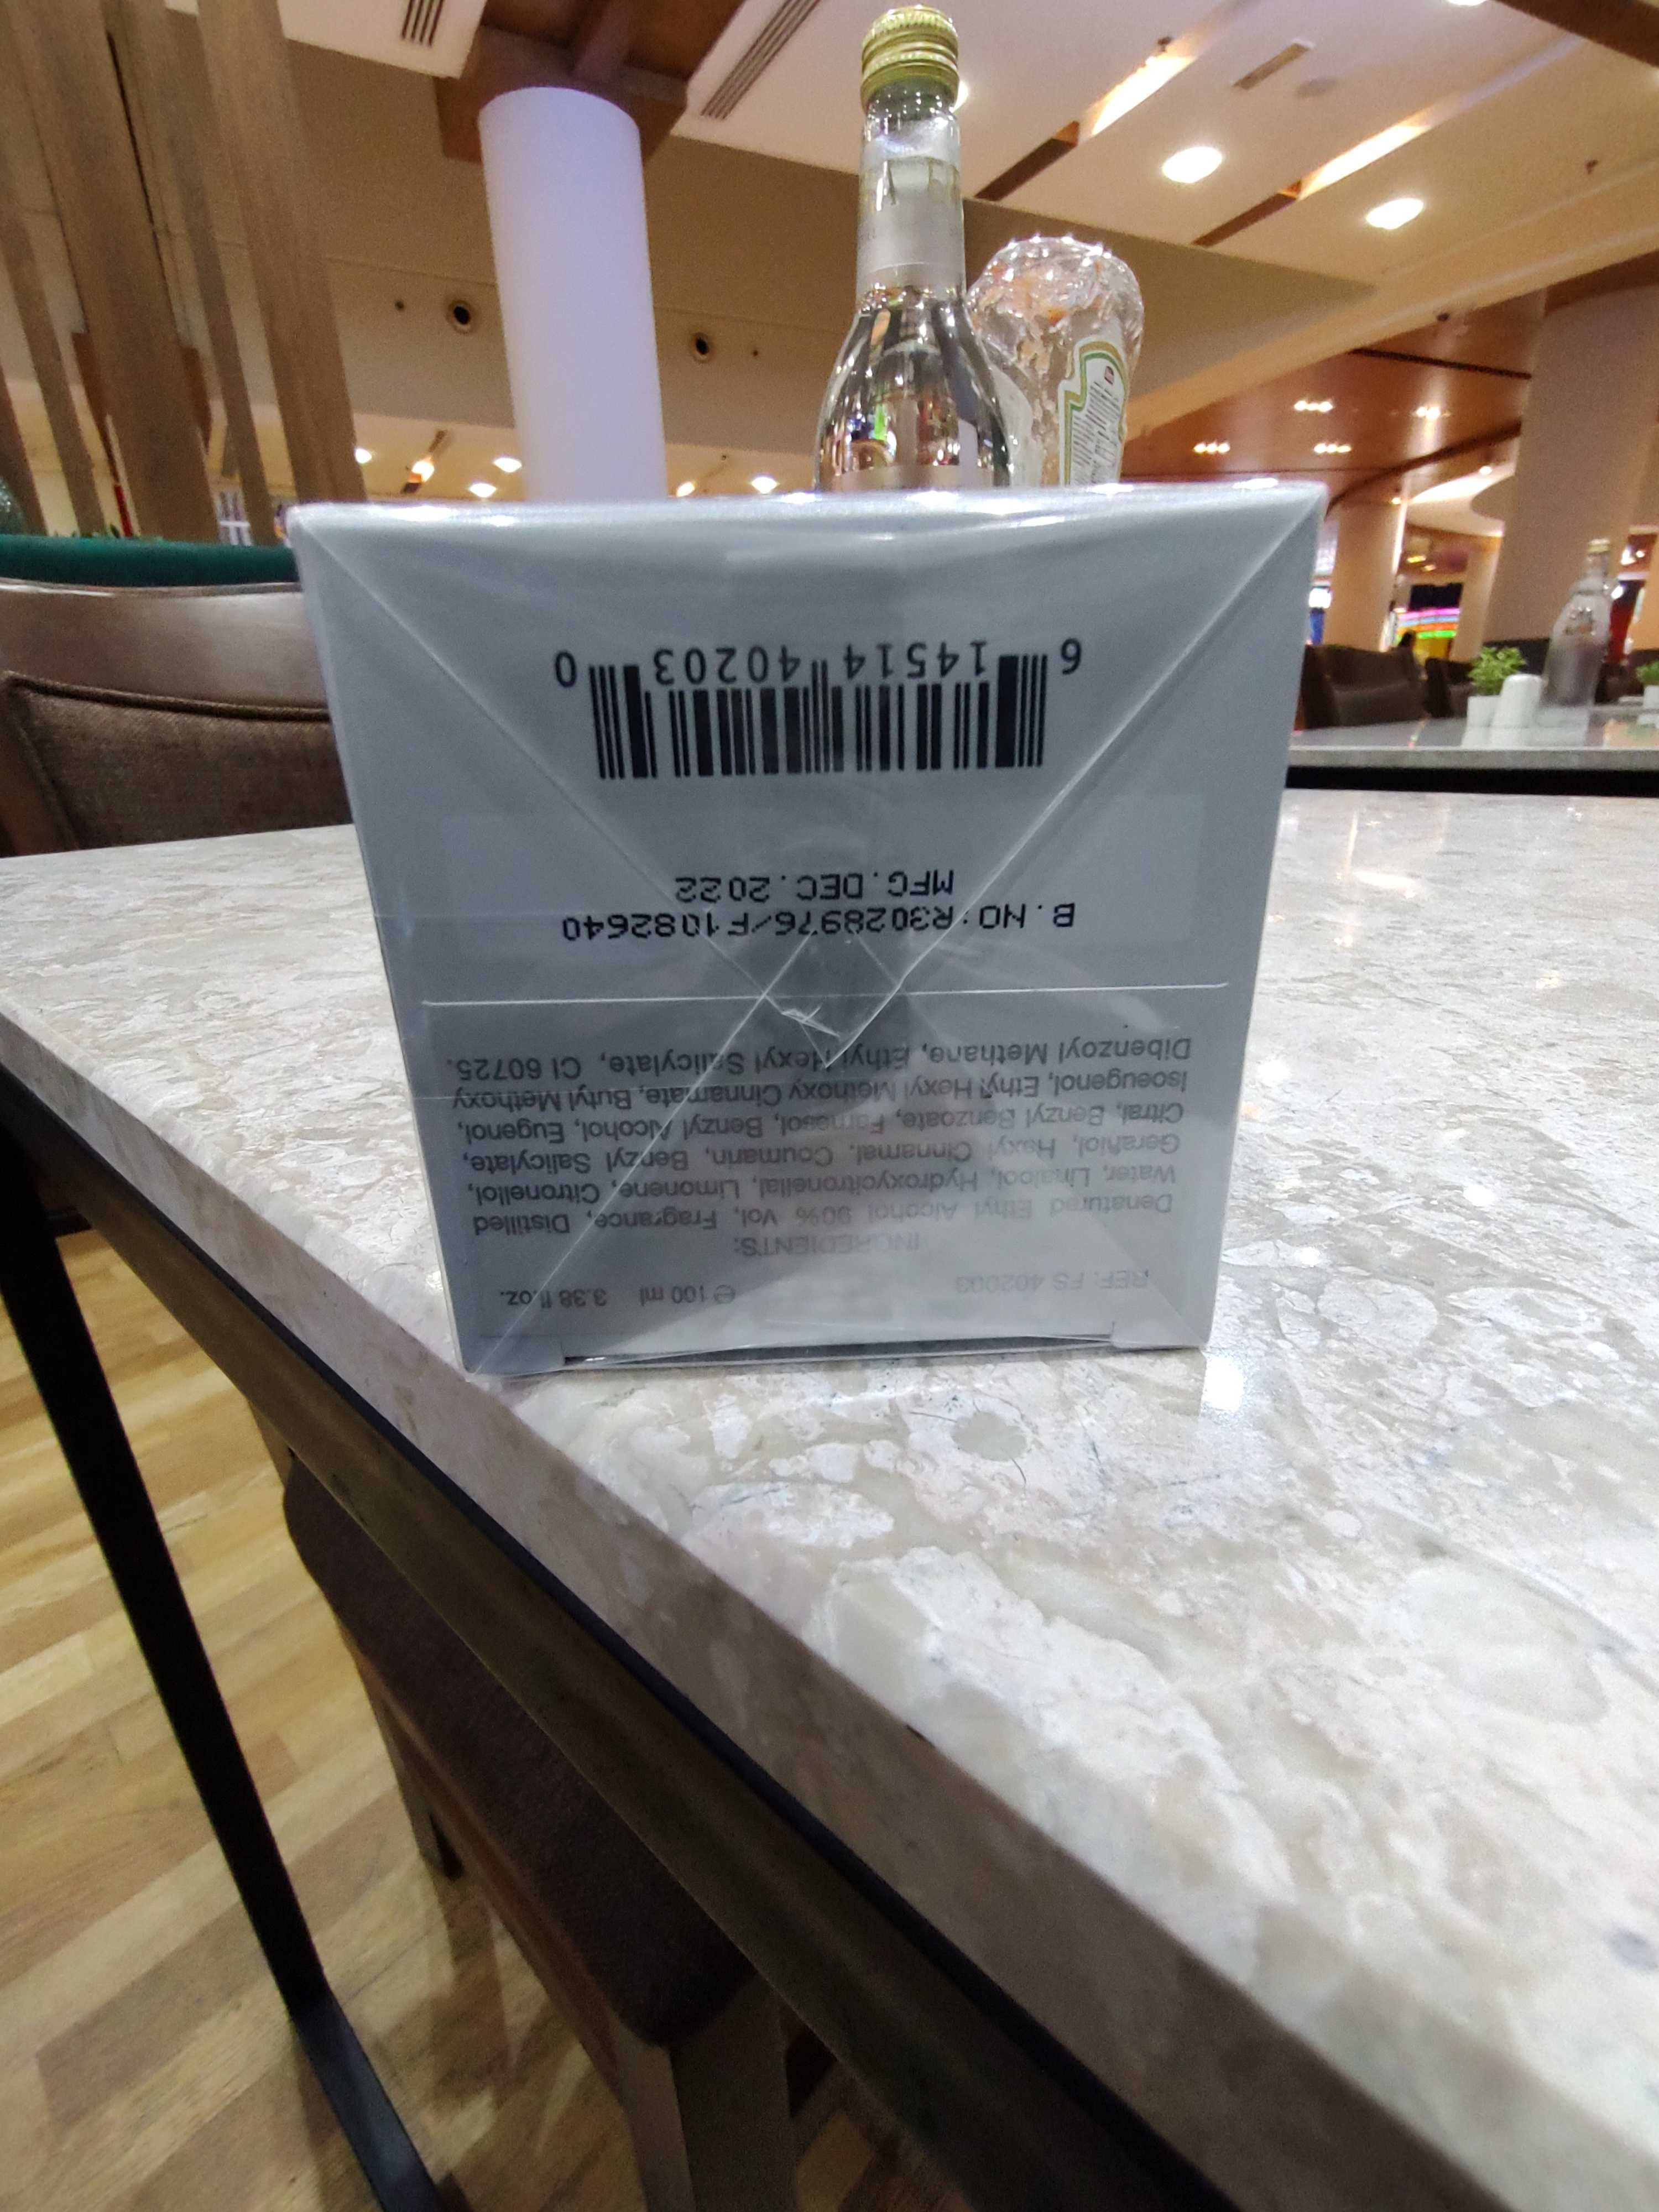 REF: FS 402003 ℮ 100 ml 3.38 fl.oz.
INGREDIENTS:
Denatured Ethyl Alcohol 90% Vol, Fragrance, Distilled
Water, Linalool, Hydroxycitronellal, Limonene, Citronellol,
Geraniol, Hexyl Cinnamal, Coumarin, Benzyl Salicylate,
Citral, Benzyl Benzoate, Farnesol, Benzyl Alcohol, Eugenol,
Isoeugenol, Ethyl Hexyl Methoxy Cinnamate, Butyl Methoxy
Dibenzoyl Methane, Ethyl Hexyl Salicylate, CI 60725.
B.NO:R3028976/F1082640
MFG.DEC.2022
6 14514 40203 0